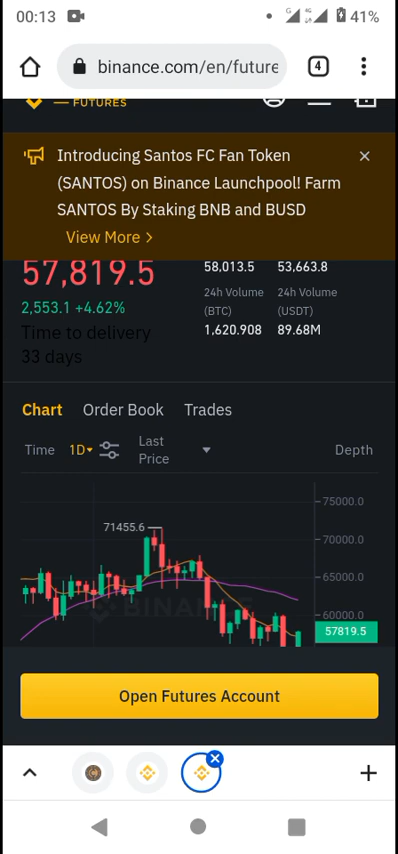 00:13
41%
binance.com/en/future
4
FUTURES
Introducing Santos FC Fan Token
(SANTOS) on Binance Launchpool! Farm
SANTOS By Staking BNB and BUSD
View More >
57,819.5
58,013.5 53,663.8
2,553.1 +4.62%
24h Volume (BTC) 24h Volume (USDT)
1,620.908 89.68M
Time to delivery
33 days
Chart Order Book Trades
Time 1D Last Price Depth
75000.0
71455.6
70000.0
65000.0
60000.0
BINANCE
57819.5
Open Futures Account